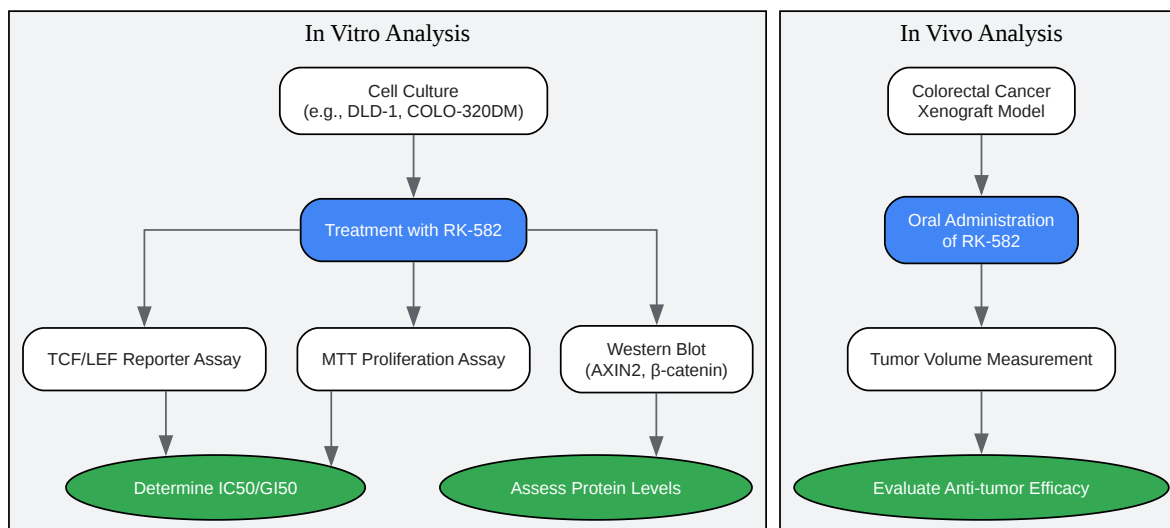 In Vitro Analysis
Cell Culture
(e.g., DLD-1, COLO-320DM)
Treatment with RK-582
TCF/LEF Reporter Assay
MTT Proliferation Assay
Western Blot
(AXIN2, β-catenin)
Determine IC50/GI50
Assess Protein Levels
In Vivo Analysis
Colorectal Cancer
Xenograft Model
Oral Administration
of RK-582
Tumor Volume Measurement
Evaluate Anti-tumor Efficacy